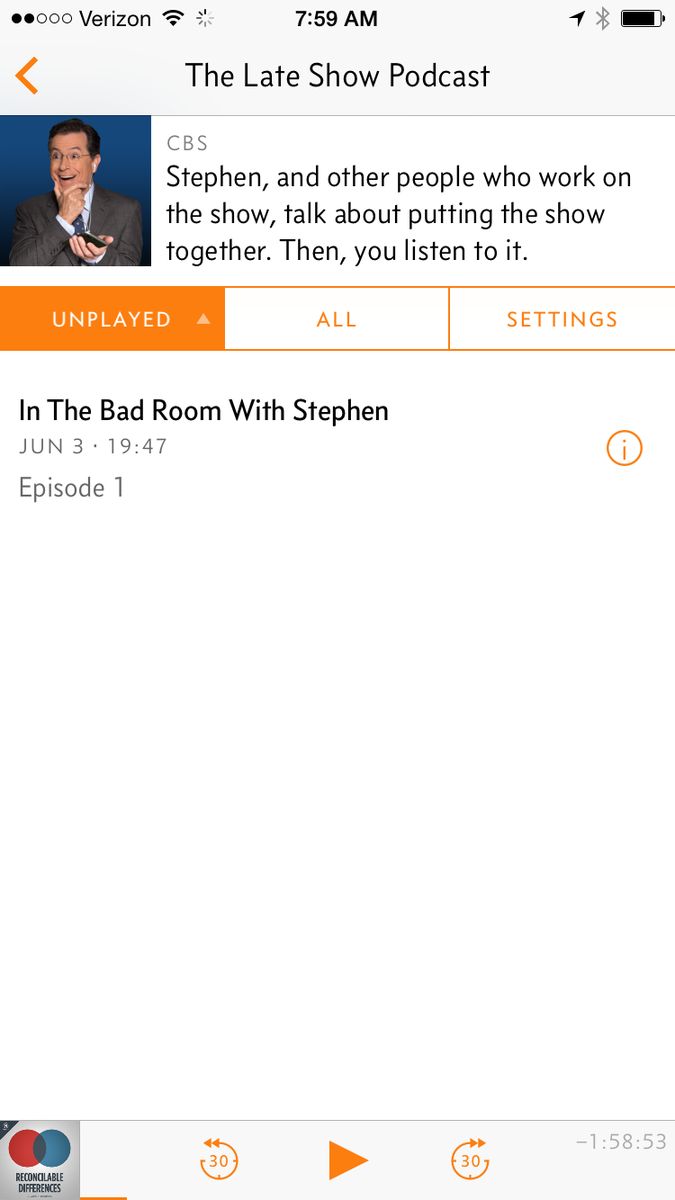 Verizon 7:59 AM
The Late Show Podcast
CBS
Stephen, and other people who work on
the show, talk about putting the show
together. Then, you listen to it.
UNPLAYED ALL SETTINGS
In The Bad Room With Stephen
JUN 3 · 19:47
Episode 1
−1:58:53
30 30
RECONCILABLE
DIFFERENCES